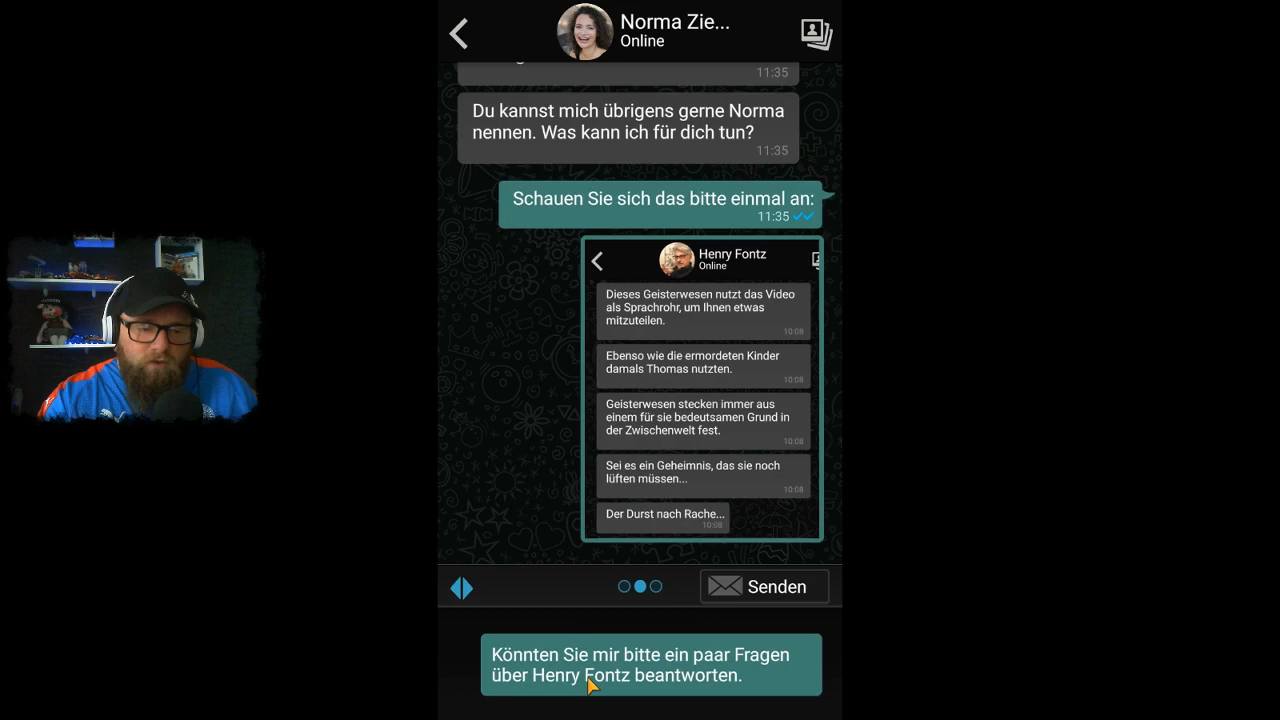 Norma Zie...
Online
11:35
Du kannst mich übrigens gerne Norma
nennen. Was kann ich für dich tun?
11:35
Schauen Sie sich das bitte einmal an:
11:35
Henry Fontz
Online
Dieses Geisterwesen nutzt das Video
als Sprachrohr, um Ihnen etwas
mitzuteilen.
10:08
Ebenso wie die ermordeten Kinder
damals Thomas nutzten.
10:08
Geisterwesen stecken immer aus
einem für sie bedeutsamen Grund in
der Zwischenwelt fest.
10:08
Sei es ein Geheimnis, das sie noch
lüften müssen...
10:08
Der Durst nach Rache...
10:08
Senden
Könnten Sie mir bitte ein paar Fragen
über Henry Fontz beantworten.